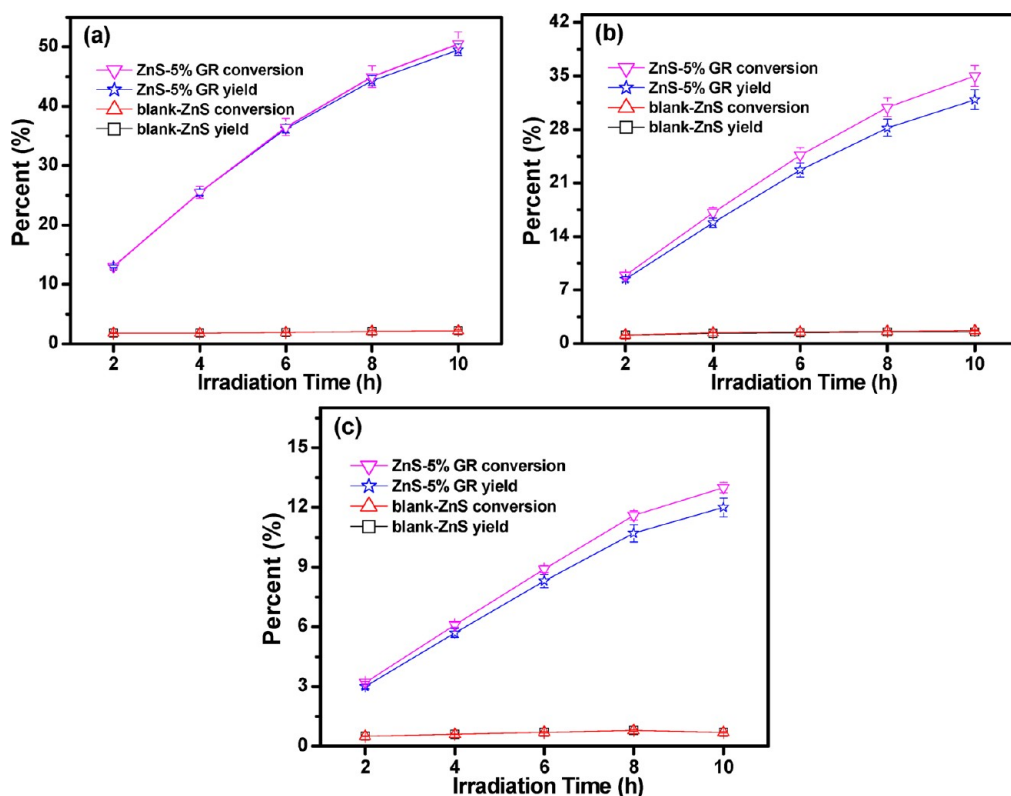 (a)
ZnS-5% GR conversion
ZnS-5% GR yield
blank-ZnS conversion
blank-ZnS yield
Percent (%)
50
40
30
20
10
0
2 4 6 8 10
Irradiation Time (h)
(b)
ZnS-5% GR conversion
ZnS-5% GR yield
blank-ZnS conversion
blank-ZnS yield
Percent (%)
42
35
28
21
14
7
0
2 4 6 8 10
Irradiation Time (h)
(c)
ZnS-5% GR conversion
ZnS-5% GR yield
blank-ZnS conversion
blank-ZnS yield
Percent (%)
15
12
9
6
3
0
2 4 6 8 10
Irradiation Time (h)